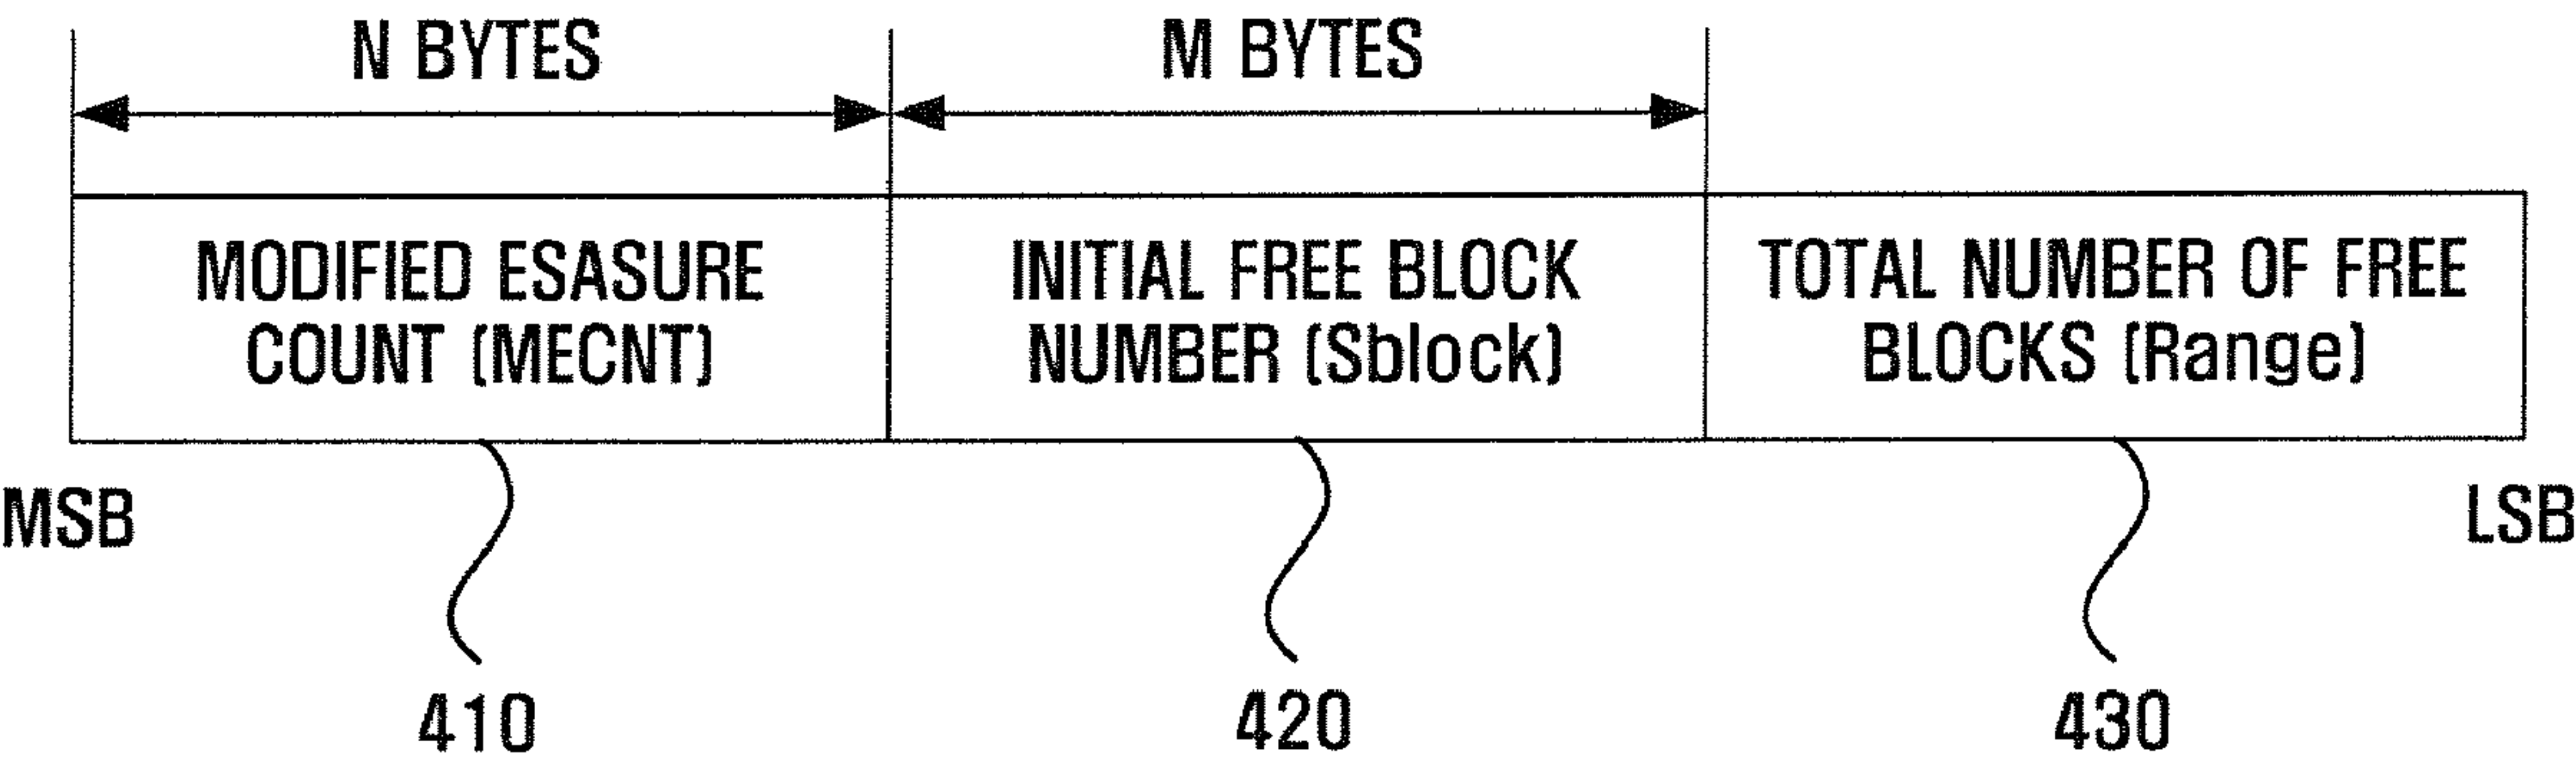 N BYTES
M BYTES
MODIFIED ESASURE
COUNT (MECNT)
INITIAL FREE BLOCK
NUMBER (Sblock)
TOTAL NUMBER OF FREE
BLOCKS (Range)
MSB
LSB
410
420
430